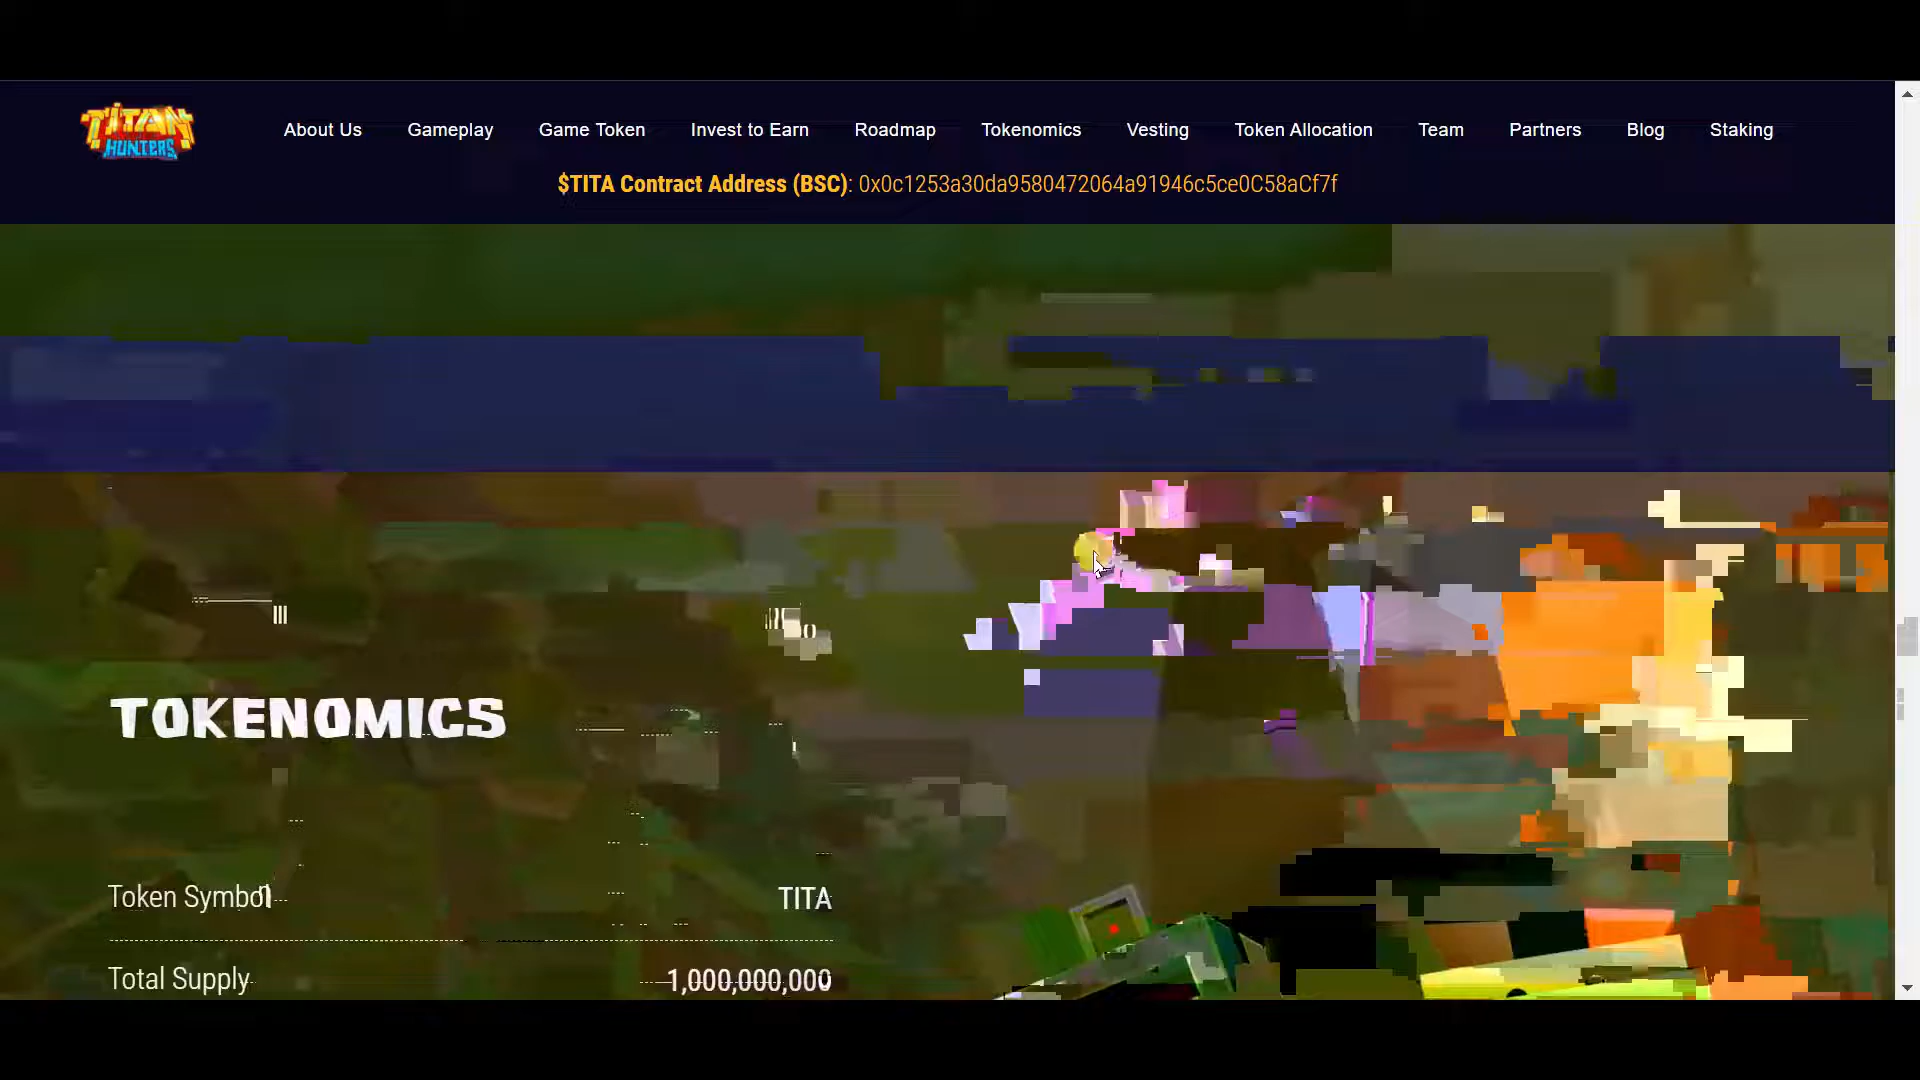 TITAN
HUNTERS
About Us Gameplay Game Token Invest to Earn Roadmap Tokenomics Vesting Token Allocation Team Partners Blog Staking
$TITA Contract Address (BSC): 0x0c1253a30da9580472064a91946c5ce0C58aCf7f
TOKENOMICS
Token Symbol TITA
Total Supply 1,000,000,000